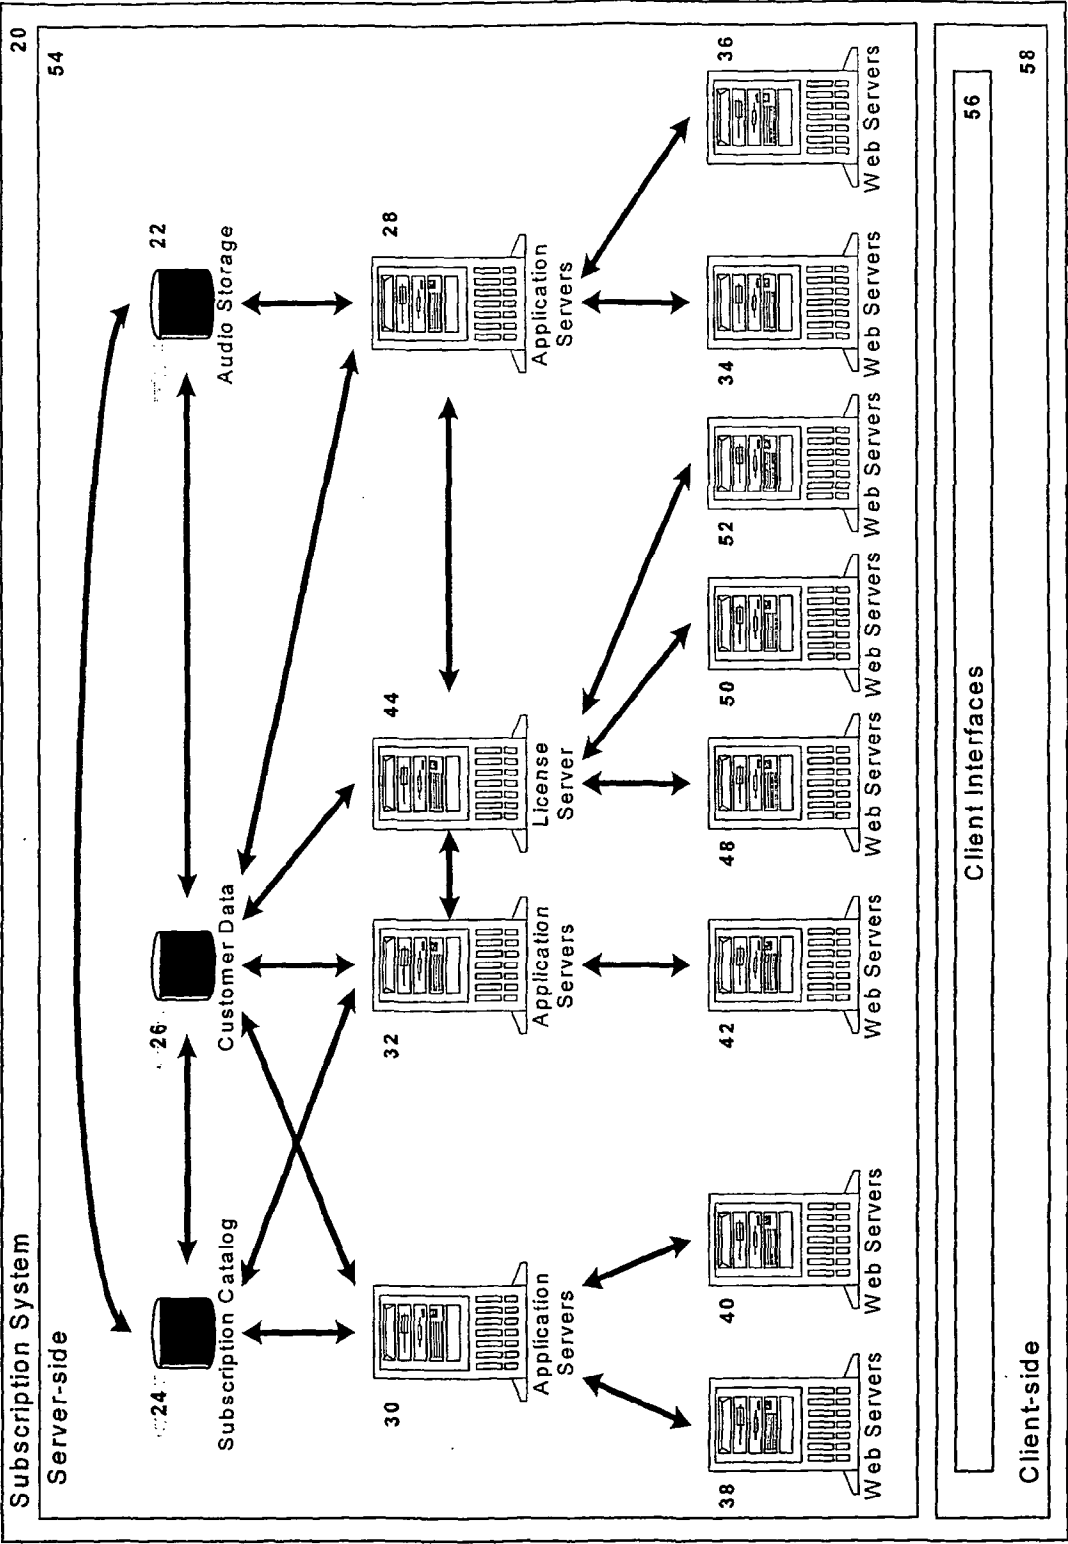 Subscription System
20
Server-side
54
24
Subscription Catalog
26
Customer Data
22
Audio Storage
30
Application
Servers
32
Application
Servers
44
License
Server
28
Application
Servers
38
Web Servers
40
Web Servers
42
Web Servers
48
Web Servers
50
Web Servers
52
Web Servers
34
Web Servers
36
Web Servers
Client Interfaces
56
Client-side
58